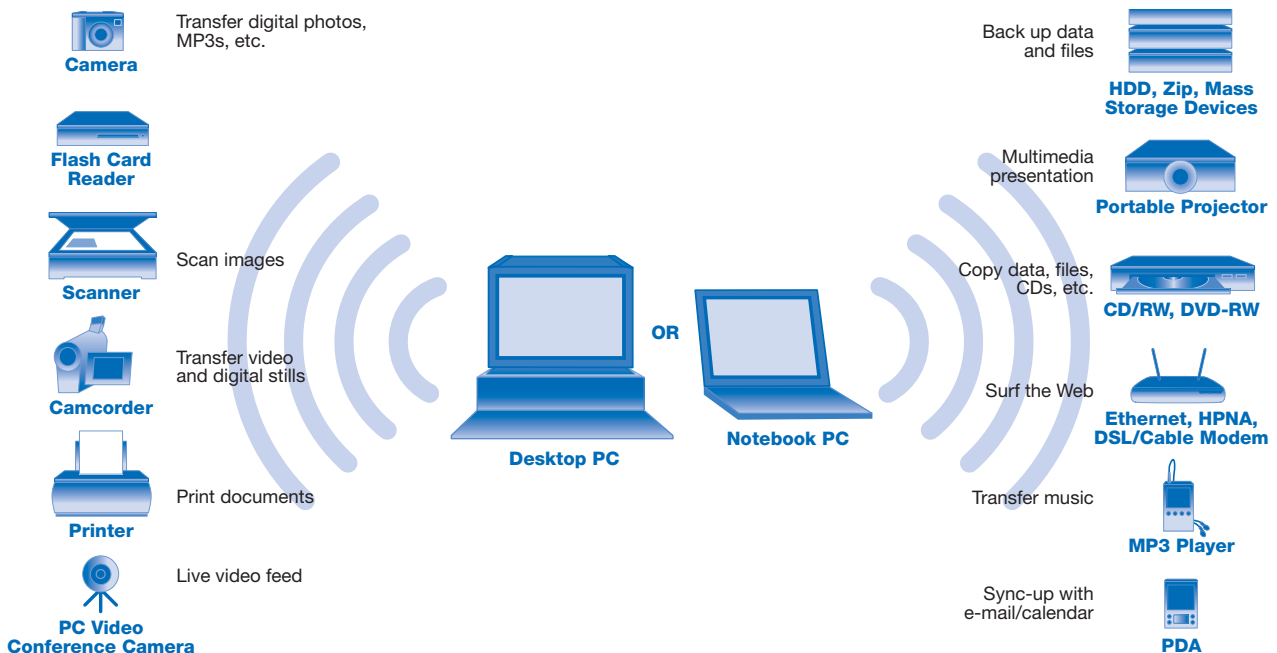 Transfer digital photos,
MP3s, etc.
Camera
Flash Card
Reader
Scan images
Scanner
Transfer video
and digital stills
Camcorder
Print documents
Printer
Live video feed
PC Video
Conference Camera
Desktop PC
OR
Notebook PC
Back up data
and files
HDD, Zip, Mass
Storage Devices
Multimedia
presentation
Portable Projector
Copy data, files,
CDs, etc.
CD/RW, DVD-RW
Surf the Web
Ethernet, HPNA,
DSL/Cable Modem
Transfer music
MP3 Player
Sync-up with
e-mail/calendar
PDA